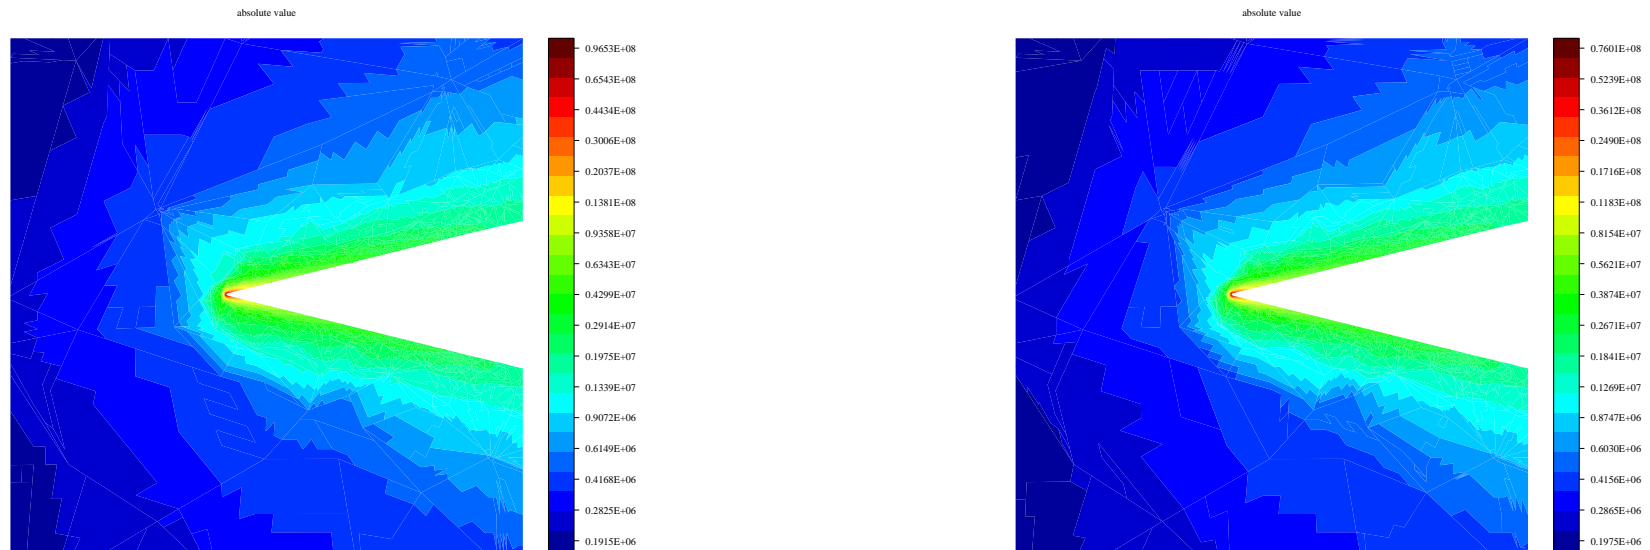 absolute value
0.9653E+08
0.6543E+08
0.4434E+08
0.3006E+08
0.2037E+08
0.1381E+08
0.9358E+07
0.6343E+07
0.4299E+07
0.2914E+07
0.1975E+07
0.1339E+07
0.9072E+06
0.6149E+06
0.4168E+06
0.2825E+06
0.1915E+06
absolute value
0.7601E+08
0.5239E+08
0.3612E+08
0.2490E+08
0.1716E+08
0.1183E+08
0.8154E+07
0.5621E+07
0.3874E+07
0.2671E+07
0.1841E+07
0.1269E+07
0.8747E+06
0.6030E+06
0.4156E+06
0.2865E+06
0.1975E+06